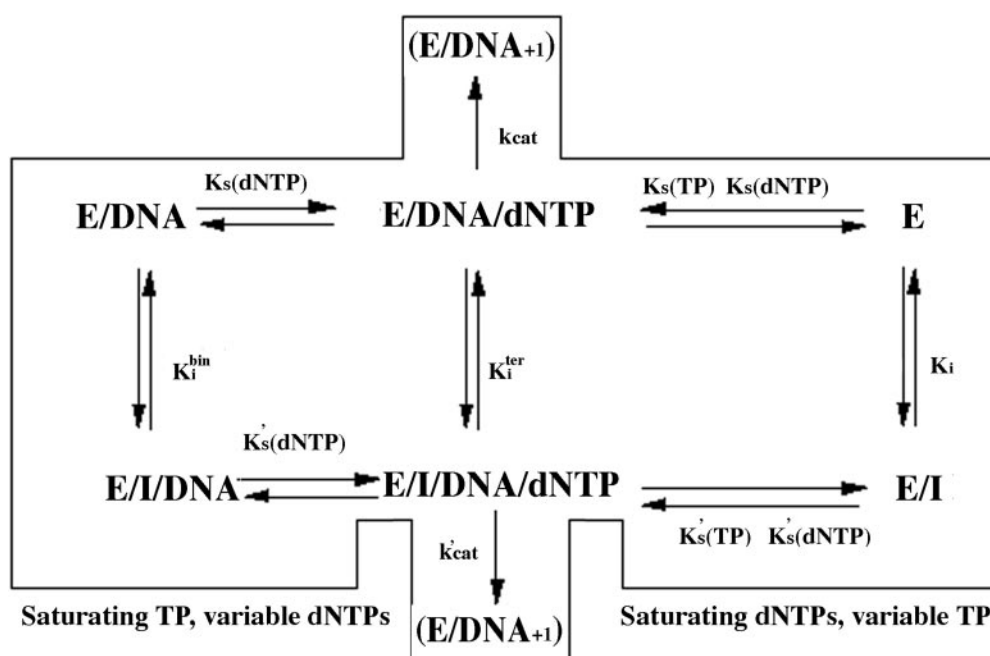 (E/DNA+1)
kcat
Ks(dNTP)
Ks(TP) Ks(dNTP)
E/DNA
E/DNA/dNTP
E
Ki^bin
Ki^ter
Ki
K's(dNTP)
E/I/DNA
E/I/DNA/dNTP
E/I
k'cat
K's(TP) K's(dNTP)
Saturating TP, variable dNTPs
(E/DNA+1)
Saturating dNTPs, variable TP